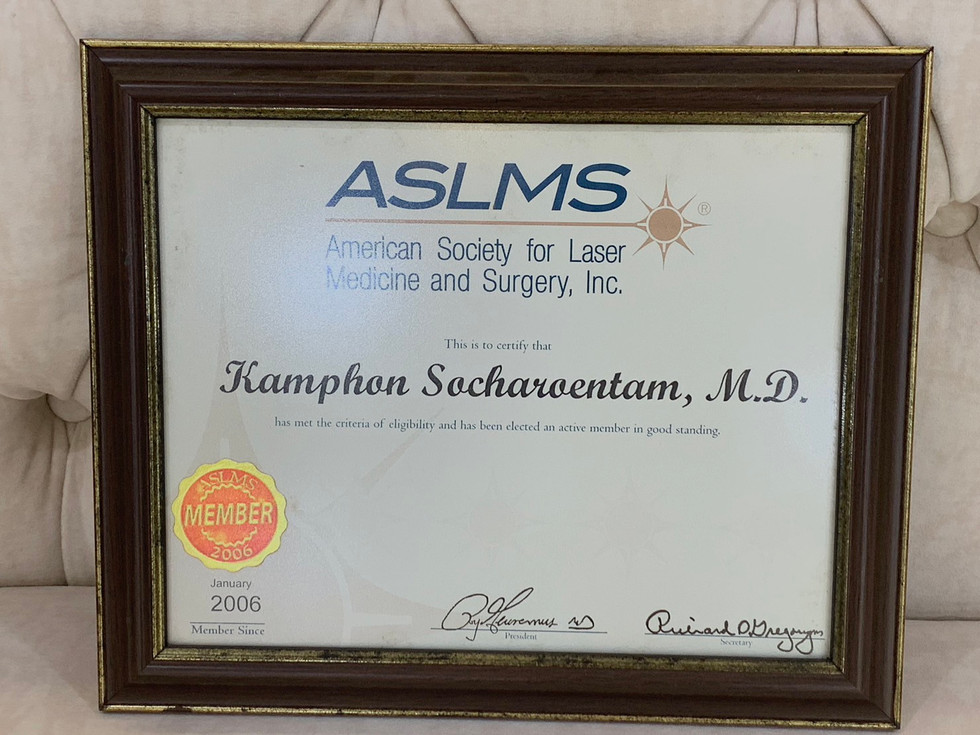 ASLMS
®
American Society for Laser
Medicine and Surgery, Inc.
This is to certify that
Kamphon Socharoentam, M.D.
has met the criteria of eligibility and has been elected an active member in good standing.
ASLMS
MEMBER
2006
January
2006
Member Since
President
Secretary